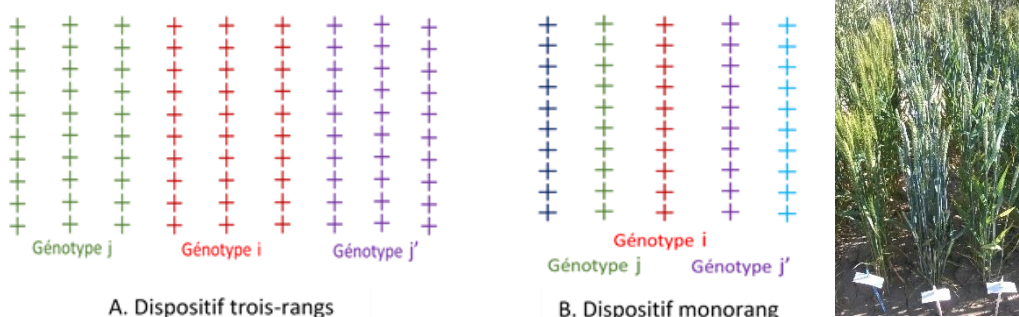 Génotype j
Génotype i
Génotype j’
A. Dispositif trois-rangs
Génotype i
Génotype j
Génotype j’
B. Dispositif monorang